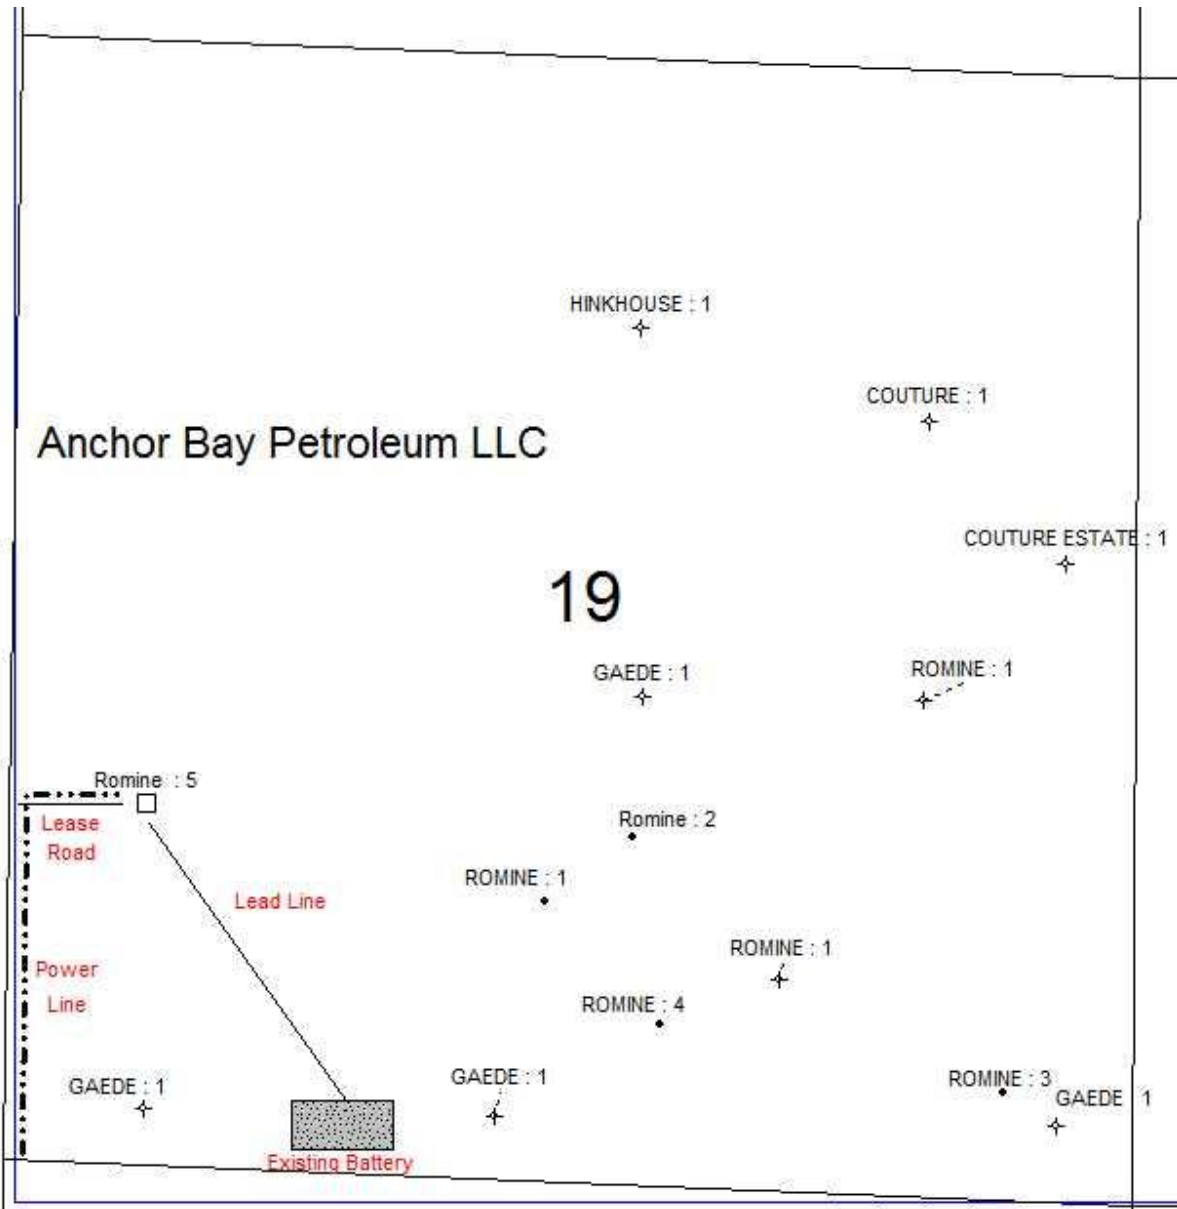 HINKHOUSE : 1
COUTURE : 1
Anchor Bay Petroleum LLC
COUTURE ESTATE : 1
19
GAEDE : 1
ROMINE : 1
Romine : 5
Lease
Road
Romine : 2
ROMINE : 1
Lead Line
ROMINE : 1
Power
Line
ROMINE : 4
GAEDE : 1
GAEDE : 1
ROMINE : 3
GAEDE : 1
Existing Battery